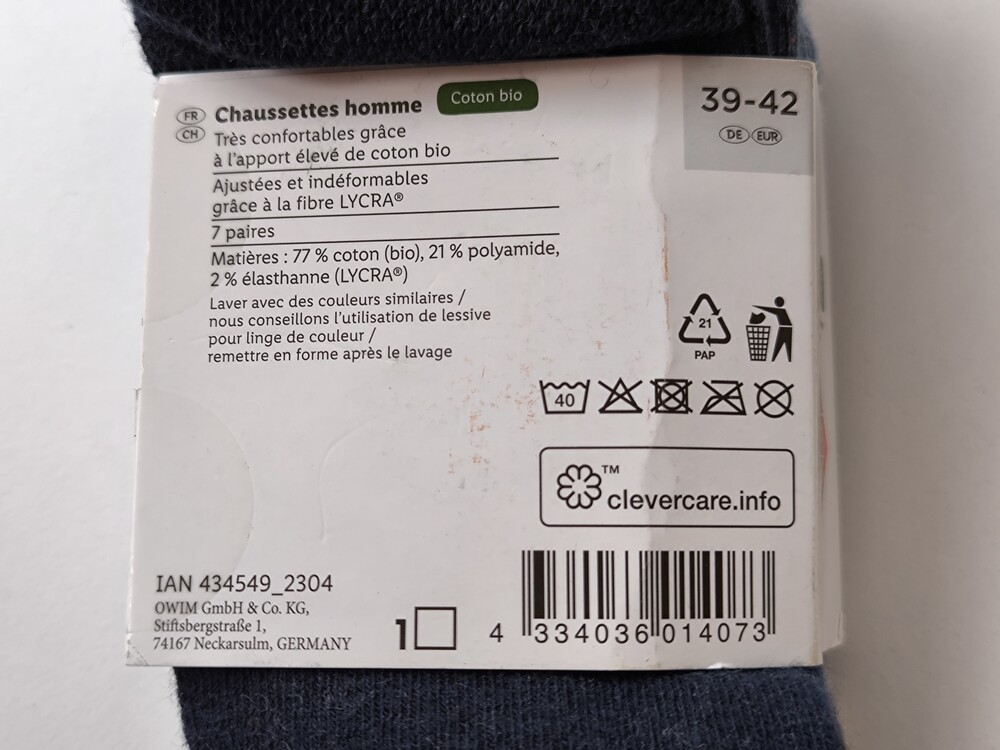 FR Chaussettes homme Coton bio
CH Très confortables grâce
à l'apport élevé de coton bio
Ajustées et indéformables
grâce à la fibre LYCRA®
7 paires
Matières : 77 % coton (bio), 21 % polyamide,
2 % élasthanne (LYCRA®)
Laver avec des couleurs similaires /
nous conseillons l'utilisation de lessive
pour linge de couleur /
remettre en forme après le lavage
39-42
DE EUR
21
PAP
40
™
clevercare.info
IAN 434549_2304
OWIM GmbH & Co. KG,
Stiftsbergstraße 1,
74167 Neckarsulm, GERMANY
1
4 334036 014073